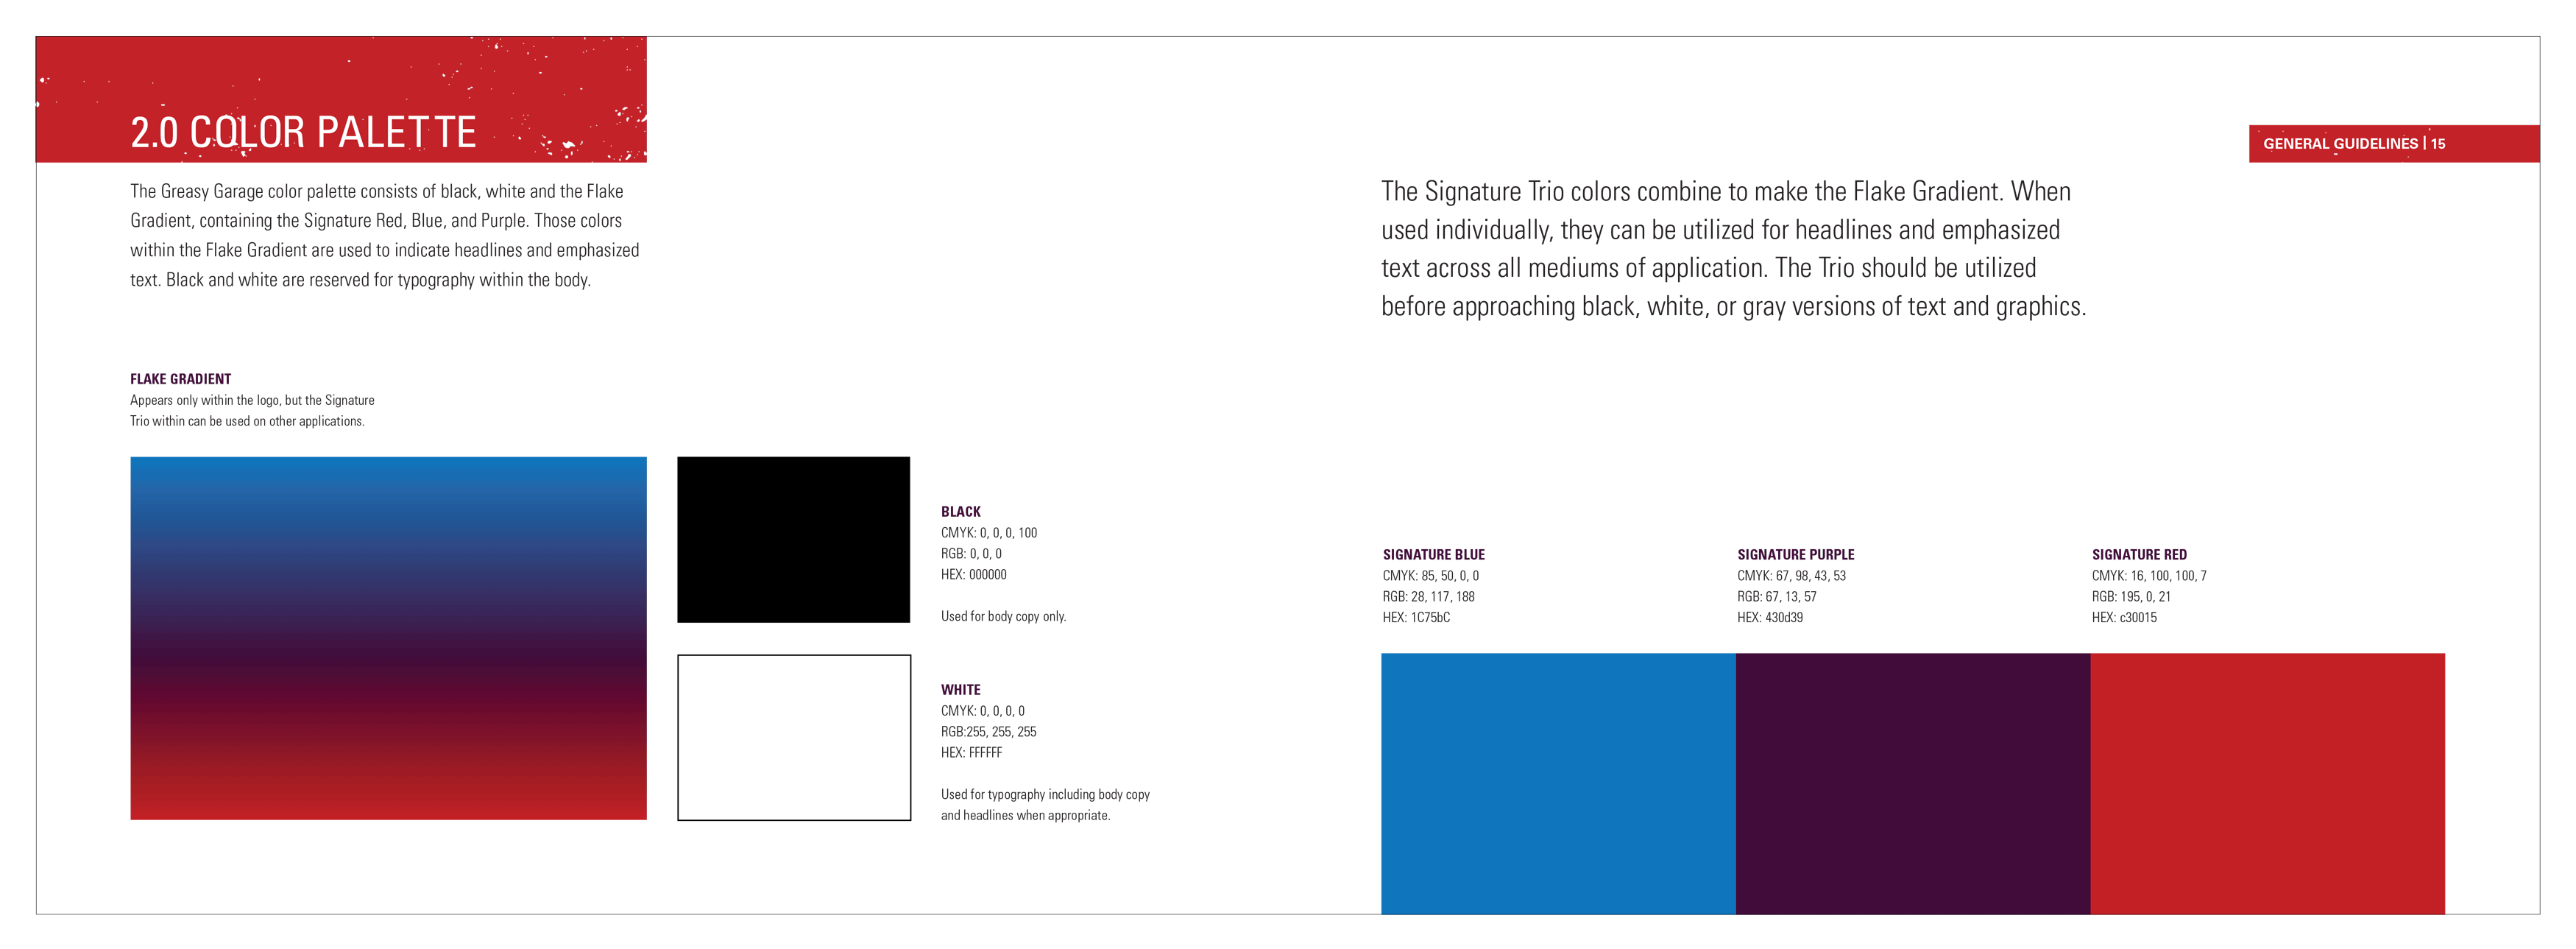 2.0 COLOR PALETTE
The Greasy Garage color palette consists of black, white and the Flake
Gradient, containing the Signature Red, Blue, and Purple. Those colors
within the Flake Gradient are used to indicate headlines and emphasized
text. Black and white are reserved for typography within the body.
FLAKE GRADIENT
Appears only within the logo, but the Signature
Trio within can be used on other applications.
BLACK
CMYK: 0, 0, 0, 100
RGB: 0, 0, 0
HEX: 000000
Used for body copy only.
WHITE
CMYK: 0, 0, 0, 0
RGB:255, 255, 255
HEX: FFFFFF
Used for typography including body copy
and headlines when appropriate.
GENERAL GUIDELINES | 15
The Signature Trio colors combine to make the Flake Gradient. When
used individually, they can be utilized for headlines and emphasized
text across all mediums of application. The Trio should be utilized
before approaching black, white, or gray versions of text and graphics.
SIGNATURE BLUE
CMYK: 85, 50, 0, 0
RGB: 28, 117, 188
HEX: 1C75bC
SIGNATURE PURPLE
CMYK: 67, 98, 43, 53
RGB: 67, 13, 57
HEX: 430d39
SIGNATURE RED
CMYK: 16, 100, 100, 7
RGB: 195, 0, 21
HEX: c30015